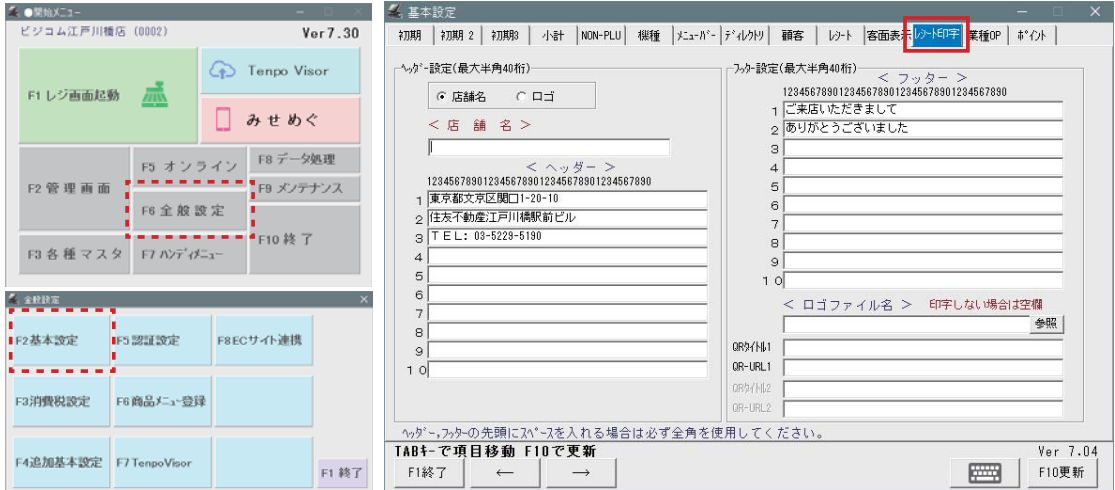 ●開始メニュー
ビジコム江戸川橋店 (0002)
Ver7.30
F1 レジ画面起動
Tenpo Visor
みせめぐ
F2 管理画面
F5 オンライン
F8 データ処理
F6 全般設定
F9 メンテナンス
F3 各種マスタ
F7 ハンディメニュー
F10 終了
全般設定
F2基本設定
F5 認証設定
F8ECサイト連携
F3消費税設定
F6 商品メニュー登録
F4追加基本設定
F7 TenpoVisor
F1 終了
基本設定
初期
初期2
初期3
小計
NON-PLU
機種
メニューバー
ディレクトリ
顧客
レシート
客面表示
レシート印字
業種OP
ポイント
ヘッダー設定(最大半角40桁)
店舗名
ロゴ
< 店 舗 名 >
< ヘッダー >
1234567890123456789012345678901234567890
1 東京都文京区関口1-20-10
2 住友不動産江戸川橋駅前ビル
3 TEL: 03-5229-5190
4
5
6
7
8
9
10
フッター設定(最大半角40桁)
< フッター >
1234567890123456789012345678901234567890
1 ご来店いただきまして
2 ありがとうございました
3
4
5
6
7
8
9
10
< ロゴファイル名 > 印字しない場合は空欄
参照
QRタイトル1
QR-URL1
QRタイトル2
QR-URL2
ヘッダー,フッターの先頭にスペースを入れる場合は必ず全角を使用してください。
TABキーで項目移動 F10で更新
Ver 7.04
F1終了
←
→
F10更新